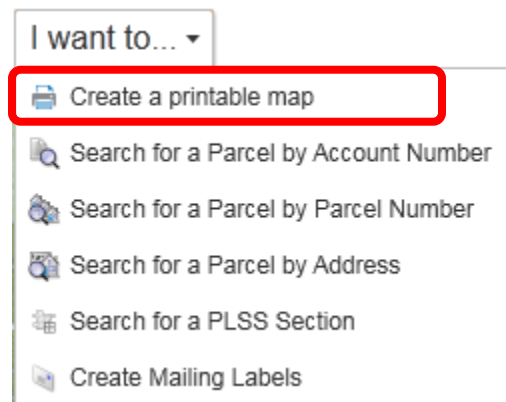 I want to...
Create a printable map
Search for a Parcel by Account Number
Search for a Parcel by Parcel Number
Search for a Parcel by Address
Search for a PLSS Section
Create Mailing Labels